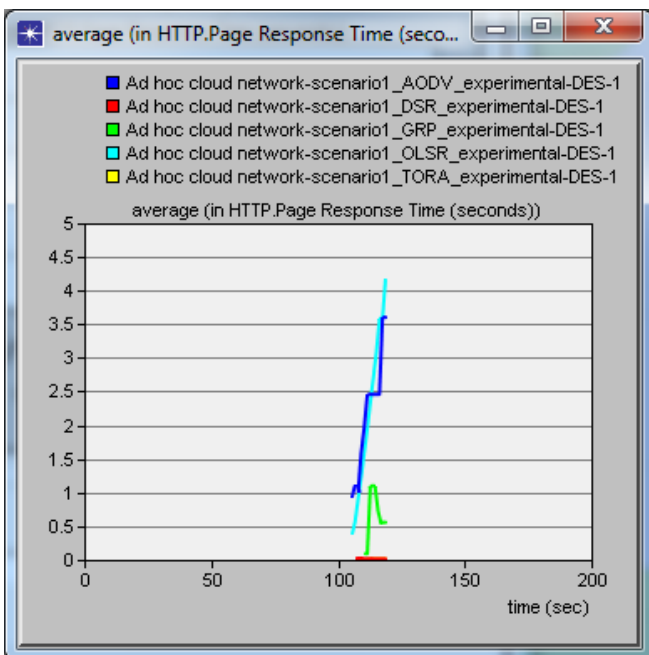 average (in HTTP.Page Response Time (seco...
Ad hoc cloud network-scenario1_AODV_experimental-DES-1
Ad hoc cloud network-scenario1_DSR_experimental-DES-1
Ad hoc cloud network-scenario1_GRP_experimental-DES-1
Ad hoc cloud network-scenario1_OLSR_experimental-DES-1
Ad hoc cloud network-scenario1_TORA_experimental-DES-1
average (in HTTP.Page Response Time (seconds))
5
4.5
4
3.5
3
2.5
2
1.5
1
0.5
0
0 50 100 150 200
time (sec)